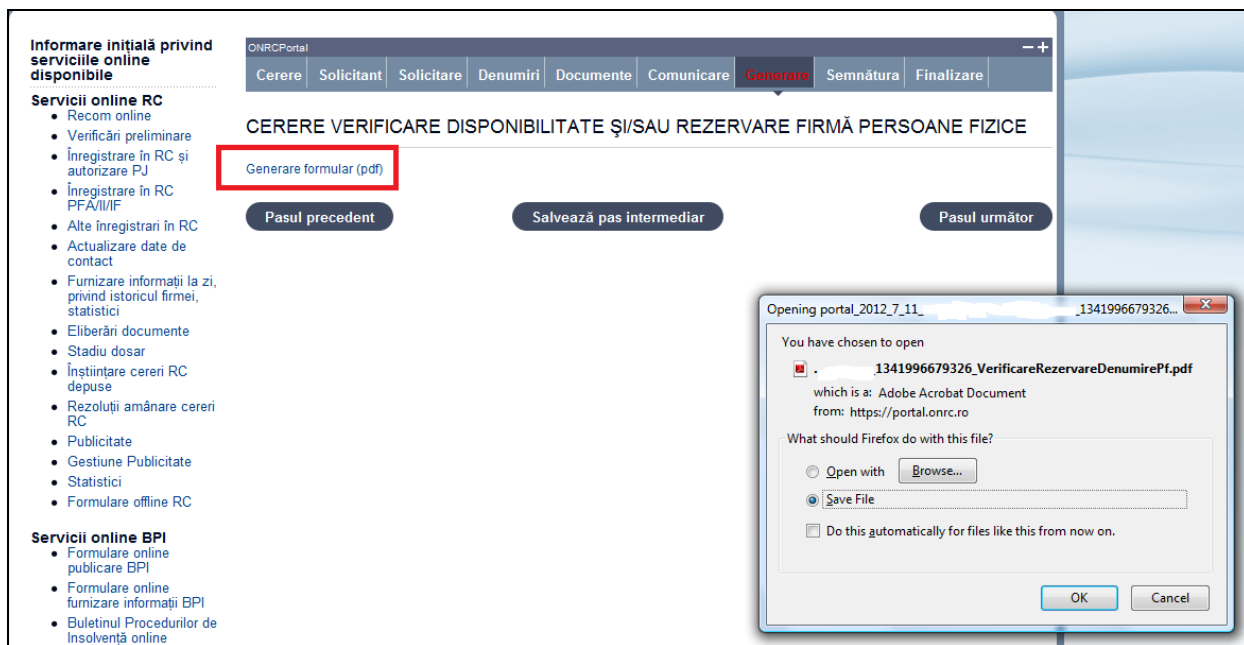 Informare inițială privind
serviciile online
disponibile
Servicii online RC
Recom online
Verificări preliminare
Înregistrare în RC și
autorizare PJ
Înregistrare în RC
PFA/II/IF
Alte înregistrari în RC
Actualizare date de
contact
Furnizare informații la zi,
privind istoricul firmei,
statistici
Eliberări documente
Stadiu dosar
Înștiințare cereri RC
depuse
Rezoluții amânare cereri
RC
Publicitate
Gestiune Publicitate
Statistici
Formulare offline RC
Servicii online BPI
Formulare online
publicare BPI
Formulare online
furnizare informații BPI
Buletinul Procedurilor de
Insolvență online
ONRCPortal
Cerere Solicitant Solicitare Denumiri Documente Comunicare Generare Semnătura Finalizare
CERERE VERIFICARE DISPONIBILITATE ŞI/SAU REZERVARE FIRMĂ PERSOANE FIZICE
Generare formular (pdf)
Pasul precedent Salvează pas intermediar Pasul următor
Opening portal_2012_7_11_ _1341996679326...
You have chosen to open
. _1341996679326_VerificareRezervareDenumirePf.pdf
which is a: Adobe Acrobat Document
from: https://portal.onrc.ro
What should Firefox do with this file?
Open with Browse...
Save File
Do this automatically for files like this from now on.
OK Cancel